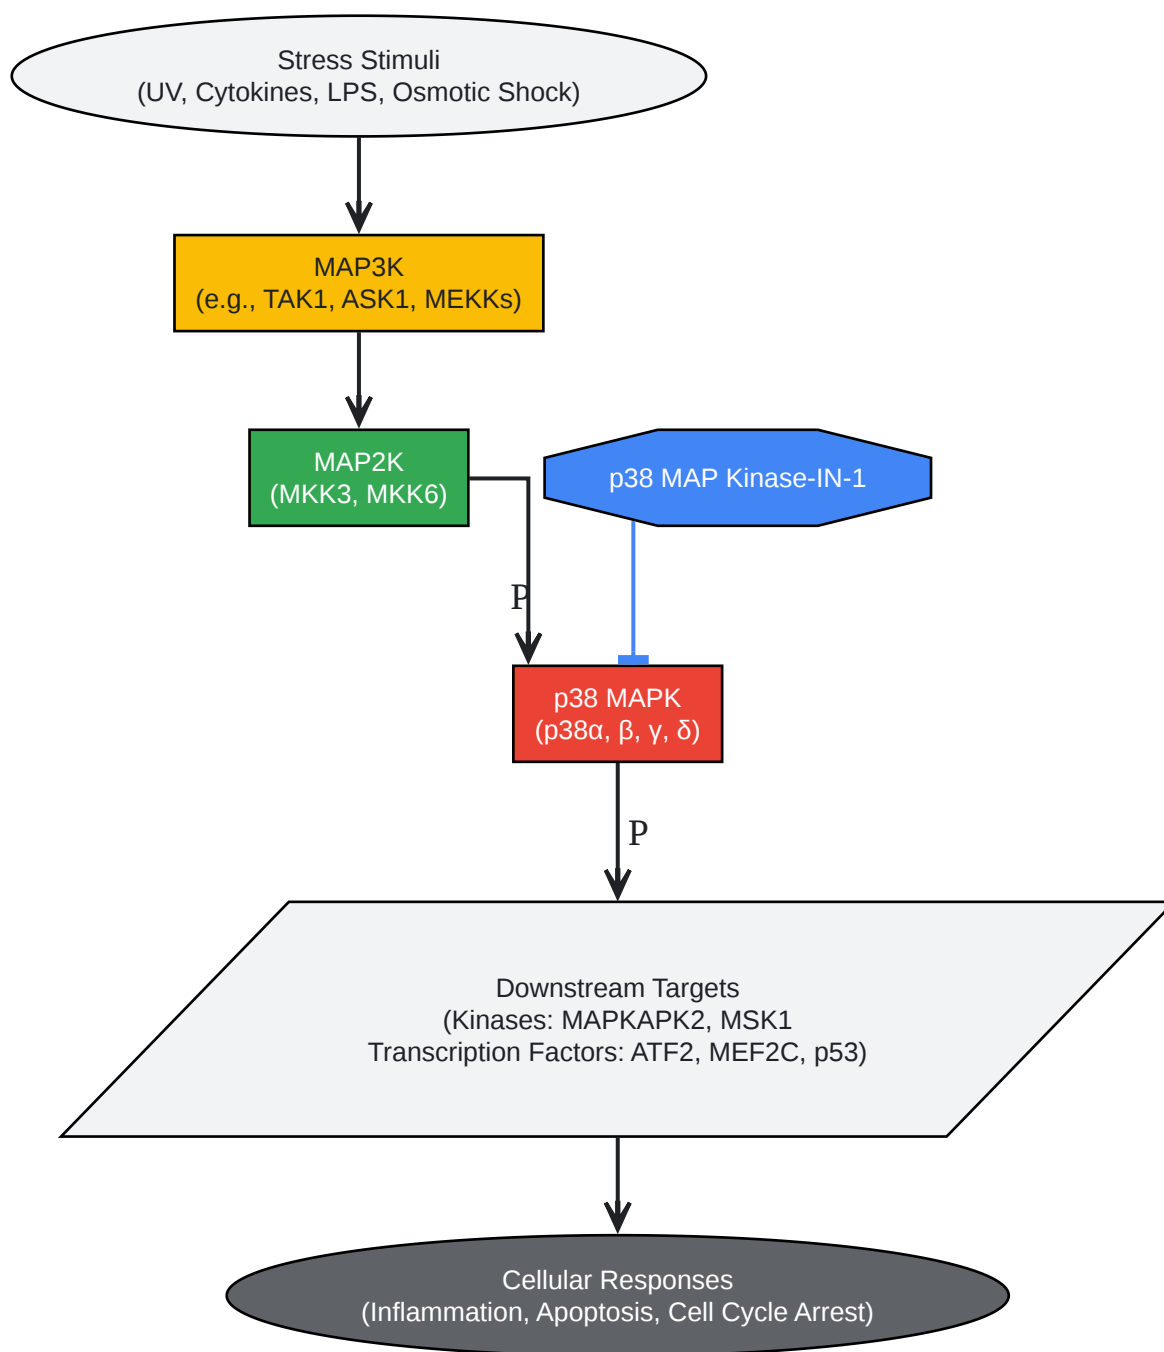 Stress Stimuli
(UV, Cytokines, LPS, Osmotic Shock)
MAP3K
(e.g., TAK1, ASK1, MEKKs)
MAP2K
(MKK3, MKK6)
p38 MAP Kinase-IN-1
P
p38 MAPK
(p38α, β, γ, δ)
P
Downstream Targets
(Kinases: MAPKAPK2, MSK1
Transcription Factors: ATF2, MEF2C, p53)
Cellular Responses
(Inflammation, Apoptosis, Cell Cycle Arrest)